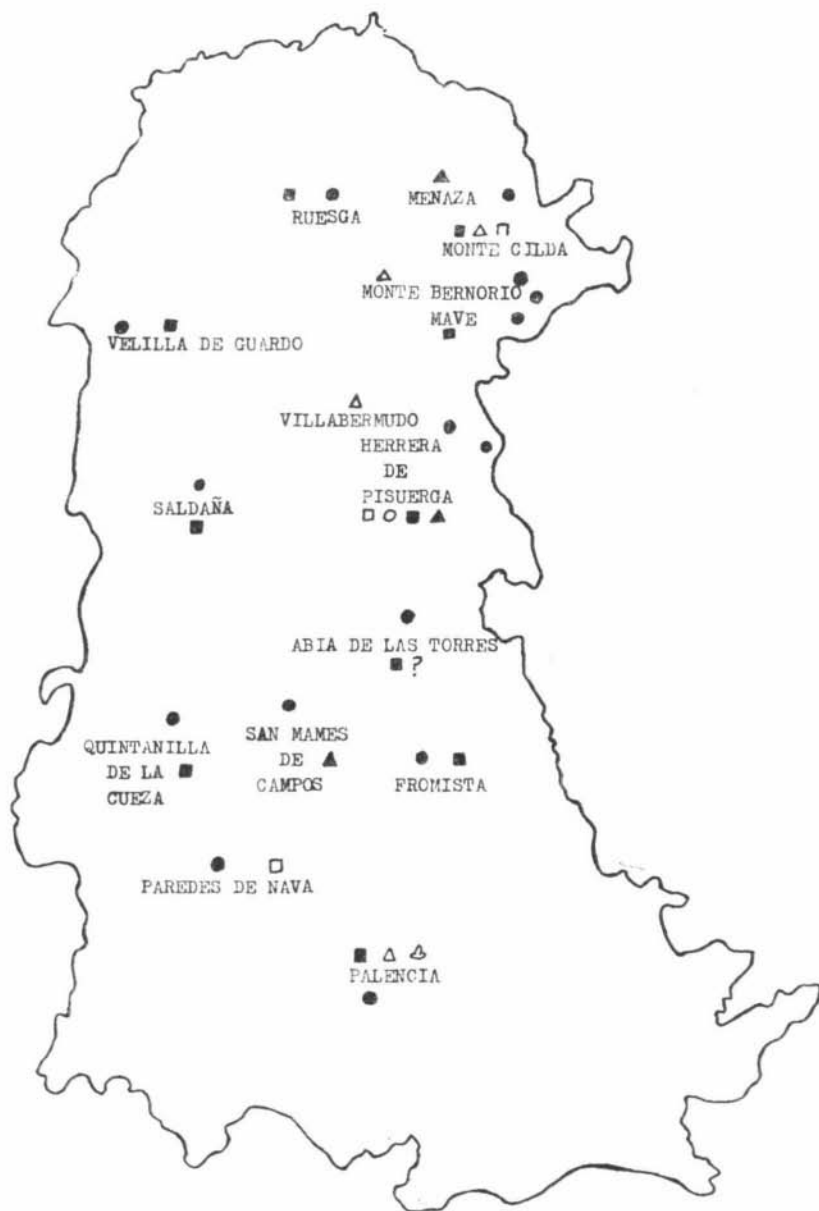 MENAZA
RUESGA
MONTE CILDA
MONTE BERNORIO
MAVE
VELILLA DE GUARDO
VILLABERMUDO
HERRERA
DE
PISUERGA
SALDAÑA
ABIA DE LAS TORRES
?
QUINTANILLA
DE LA
CUEZA
SAN MAMES
DE
CAMPOS
FROMISTA
PAREDES DE NAVA
PALENCIA